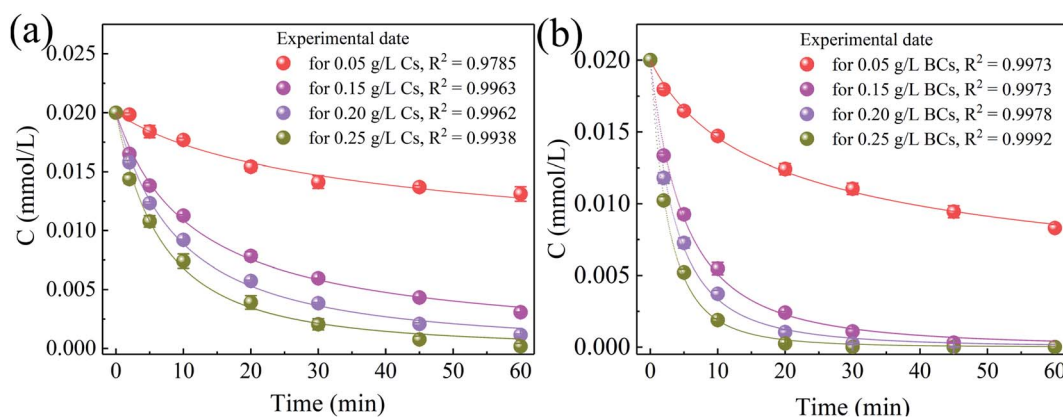 (a)
Experimental date
for 0.05 g/L Cs, R² = 0.9785
for 0.15 g/L Cs, R² = 0.9963
for 0.20 g/L Cs, R² = 0.9962
for 0.25 g/L Cs, R² = 0.9938
C (mmol/L)
0.025
0.020
0.015
0.010
0.005
0.000
0 10 20 30 40 50 60
Time (min)
(b)
Experimental date
for 0.05 g/L BCs, R² = 0.9973
for 0.15 g/L BCs, R² = 0.9973
for 0.20 g/L BCs, R² = 0.9978
for 0.25 g/L BCs, R² = 0.9992
C (mmol/L)
0.020
0.015
0.010
0.005
0.000
0 10 20 30 40 50 60
Time (min)